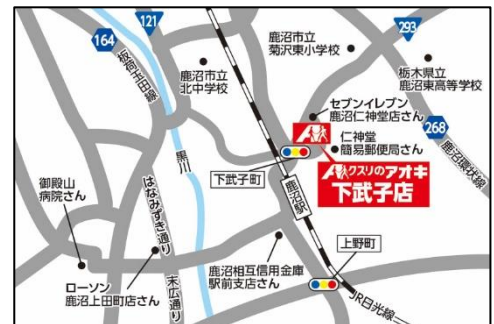 121
293
164
板荷玉田線
鹿沼市立
北中学校
鹿沼市立
菊沢東小学校
栃木県立
鹿沼東高等学校
セブンイレブン
鹿沼仁神堂店さん
268
鹿沼環状線
仁神堂
簡易郵便局さん
クスリのアオキ
下武子店
下武子町
黒川
鹿沼駅
御殿山
病院さん
はなみずき通り
上野町
ローソン
鹿沼上田町店さん
末広通り
鹿沼相互信用金庫
駅前支店さん
JR日光線